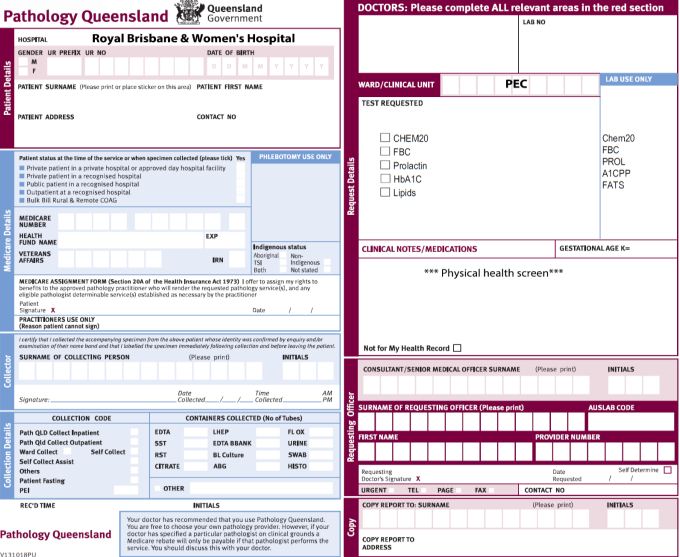 Pathology Queensland
Queensland
Government
HOSPITAL Royal Brisbane & Women's Hospital
GENDER UR PREFIX UR NO DATE OF BIRTH
M
F
D D M M Y Y Y Y
PATIENT SURNAME (Please print or place sticker on this area) PATIENT FIRST NAME
PATIENT ADDRESS CONTACT NO
Patient Details
Patient status at the time of the service or when specimen collected (please tick) Yes
Private patient in a private hospital or approved day hospital facility
Private patient in a recognised hospital
Public patient in a recognised hospital
Outpatient at a recognised hospital
Bulk Bill Rural & Remote COAG
PHLEBOTOMY USE ONLY
MEDICARE
NUMBER
HEALTH
FUND NAME
EXP
VETERANS
AFFAIRS
IRN
Indigenous status
Aboriginal Non-
TSI Indigenous
Both Not stated
Medicare Details
MEDICARE ASSIGNMENT FORM (Section 20A of the Health Insurance Act 1973) I offer to assign my rights to
benefits to the approved pathology practitioner who will render the requested pathology service(s), and any
eligible pathologist determinable service(s) established as necessary by the practitioner
Patient
Signature X Date / /
PRACTITIONERS USE ONLY
(Reason patient cannot sign)
I certify that I collected the accompanying specimen from the above patient whose identity was confirmed by enquiry and/or
examination of their name band and that I labelled the specimen immediately following collection and before leaving the patient.
SURNAME OF COLLECTING PERSON (Please print) INITIALS
Collector
Signature: Date Collected / / Time Collected AM PM
COLLECTION CODE
Path QLD Collect Inpatient
Path Qld Collect Outpatient
Ward Collect Self Collect
Self Collect Assist
Others
Patient Fasting
PEI
CONTAINERS COLLECTED (No of Tubes)
EDTA LHEP FL OX
SST EDTA BBANK URINE
RST BL Culture SWAB
CITRATE ABG HISTO
OTHER
Collection Details
REC'D TIME INITIALS
Pathology Queensland
Your doctor has recommended that you use Pathology Queensland.
You are free to choose your own pathology provider. However, if your
doctor has specified a particular pathologist on clinical grounds a
Medicare rebate will only be payable if that pathologist performs the
service. You should discuss this with your doctor.
V131018PU
DOCTORS: Please complete ALL relevant areas in the red section
LAB NO
WARD/CLINICAL UNIT PEC
LAB USE ONLY
TEST REQUESTED
CHEM20
FBC
Prolactin
HbA1C
Lipids
Chem20
FBC
PROL
A1CPP
FATS
Request Details
CLINICAL NOTES/MEDICATIONS GESTATIONAL AGE K=
*** Physical health screen***
Not for My Health Record
CONSULTANT/SENIOR MEDICAL OFFICER SURNAME (Please print) INITIALS
SURNAME OF REQUESTING OFFICER (Please print) AUSLAB CODE
FIRST NAME PROVIDER NUMBER
Requesting Officer
Requesting
Doctor's Signature X
Date
Requested / /
Self Determine
URGENT TEL PAGE FAX CONTACT NO
COPY REPORT TO: SURNAME (Please print) INITIALS
COPY REPORT TO
ADDRESS
Copy